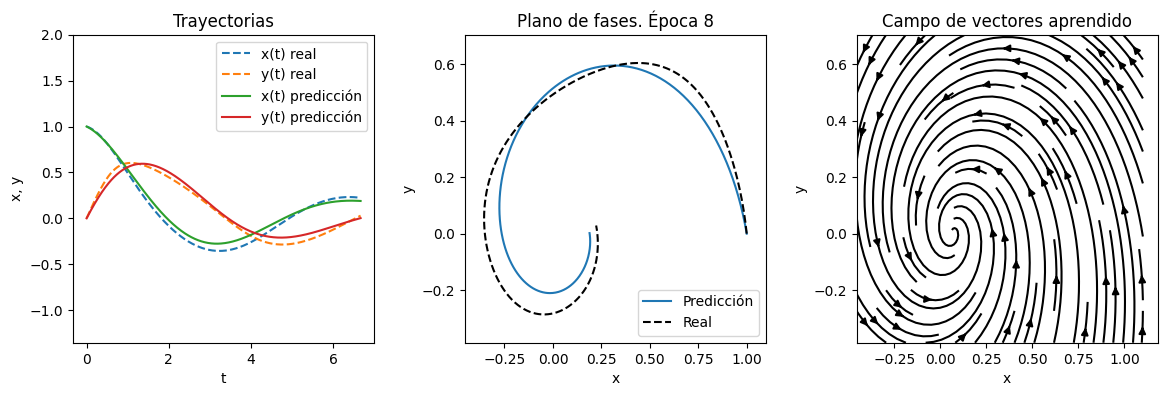 Trayectorias
x, y
2.0
1.5
1.0
0.5
0.0
−0.5
−1.0
0
2
4
6
t
x(t) real
y(t) real
x(t) predicción
y(t) predicción
Plano de fases. Época 8
y
0.6
0.4
0.2
0.0
−0.2
−0.25
0.00
0.25
0.50
0.75
1.00
x
Predicción
Real
Campo de vectores aprendido
y
0.6
0.4
0.2
0.0
−0.2
−0.25
0.00
0.25
0.50
0.75
1.00
x